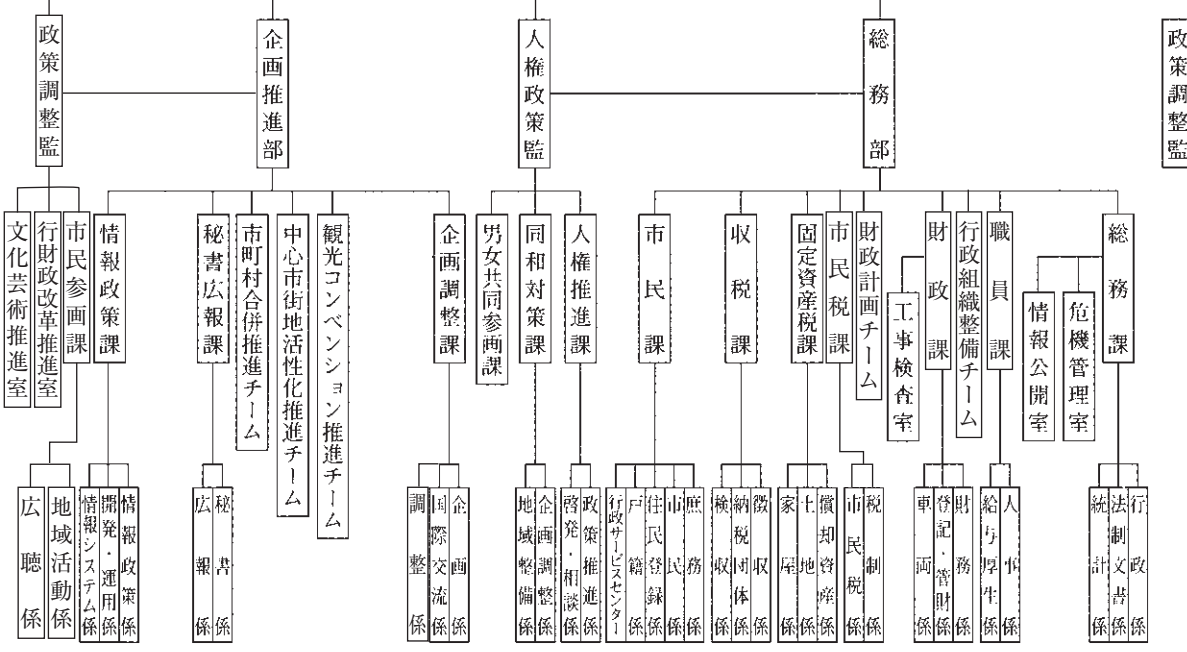 政策調整監
総務部
人権政策監
企画推進部
政策調整監
総務課
危機管理室
情報公開室
職員課
行政組織整備チーム
財政課
工事検査室
財政計画チーム
市民税課
固定資産税課
収税課
市民課
人権推進課
同和対策課
男女共同参画課
企画調整課
観光コンベンション推進チーム
中心市街地活性化推進チーム
市町村合併推進チーム
秘書広報課
情報政策課
市民参画課
行財政改革推進室
文化芸術推進室
行政係
法制文書係
統計係
人事係
給与厚生係
財務係
登記・管財係
車両係
税制係
市民税係
償却資産係
土地係
家屋係
徴収係
納税団体係
検収係
庶務係
市民係
住民登録係
戸籍係
行政サービスセンター
政策推進係
啓発・相談係
企画調整係
地域整備係
企画係
国際交流係
調整係
秘書係
広報係
情報政策係
開発・運用係
情報システム係
地域活動係
広聴係